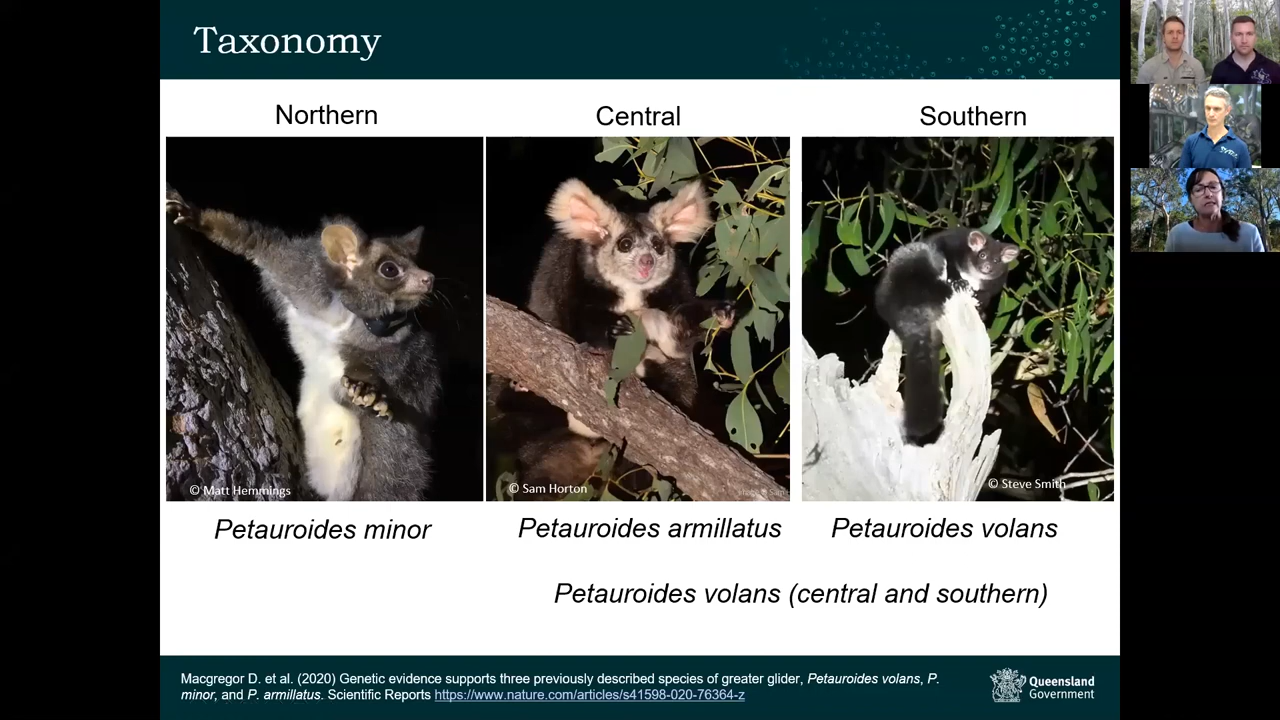 Taxonomy
Northern
Central
Southern
© Matt Hemmings
© Sam Horton
© Steve Smith
Petauroides minor
Petauroides armillatus
Petauroides volans
Petauroides volans (central and southern)
Macgregor D. et al. (2020) Genetic evidence supports three previously described species of greater glider, Petauroides volans, P.
minor, and P. armillatus. Scientific Reports https://www.nature.com/articles/s41598-020-76364-z
Queensland
Government